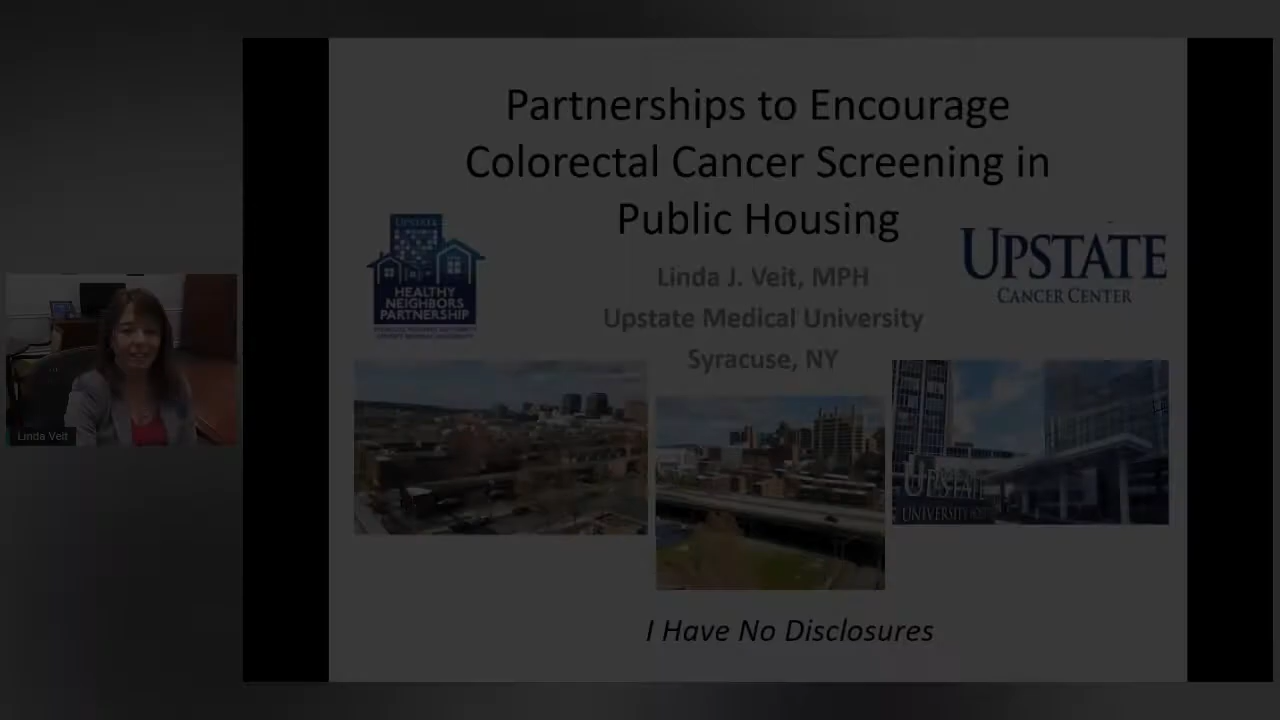 Partnerships to Encourage
Colorectal Cancer Screening in
Public Housing
UPSTATE
HEALTHY
NEIGHBORS
PARTNERSHIP
UPSTATE
CANCER CENTER
Linda J. Veit, MPH
Upstate Medical University
Syracuse, NY
Linda Veit
UPSTATE
UNIVERSITY
I Have No Disclosures